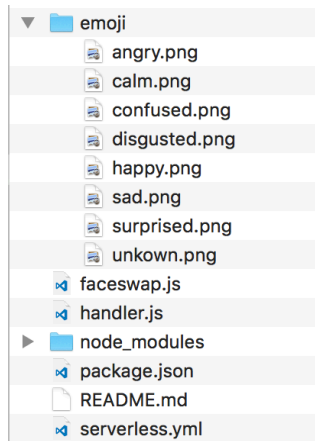 emoji
angry.png
calm.png
confused.png
disgusted.png
happy.png
sad.png
surprised.png
unkown.png
faceswap.js
handler.js
node_modules
package.json
README.md
serverless.yml